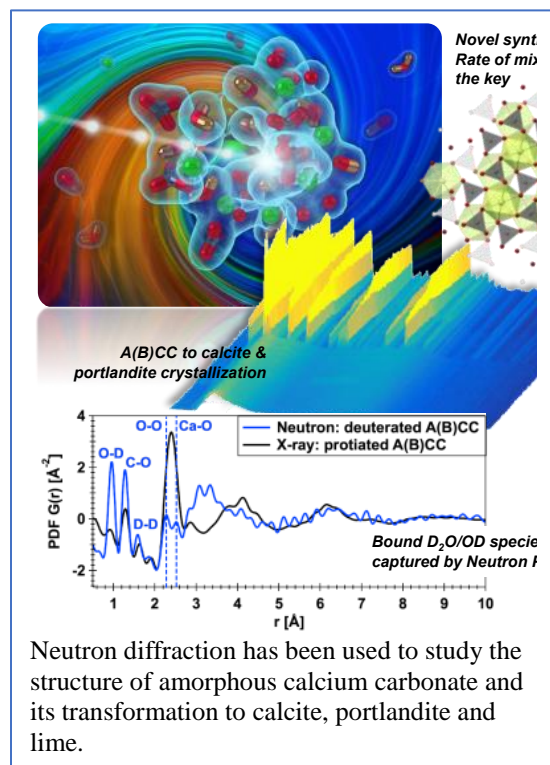 Novel
Rate of
the key
A(B)CC to calcite &
portlandite crystallization
O-O
Ca-O
O-D
C-O
D-D
Neutron: deuterated A(B)CC
X-ray: protiated A(B)CC
PDF G(r) [Å⁻²]
4
2
0
-2
1 2 3 4 5 6 7 8 9 10
r [Å]
Bound D₂O/OD
captured by Neutron
Neutron diffraction has been used to study the
structure of amorphous calcium carbonate and
its transformation to calcite, portlandite and
lime.